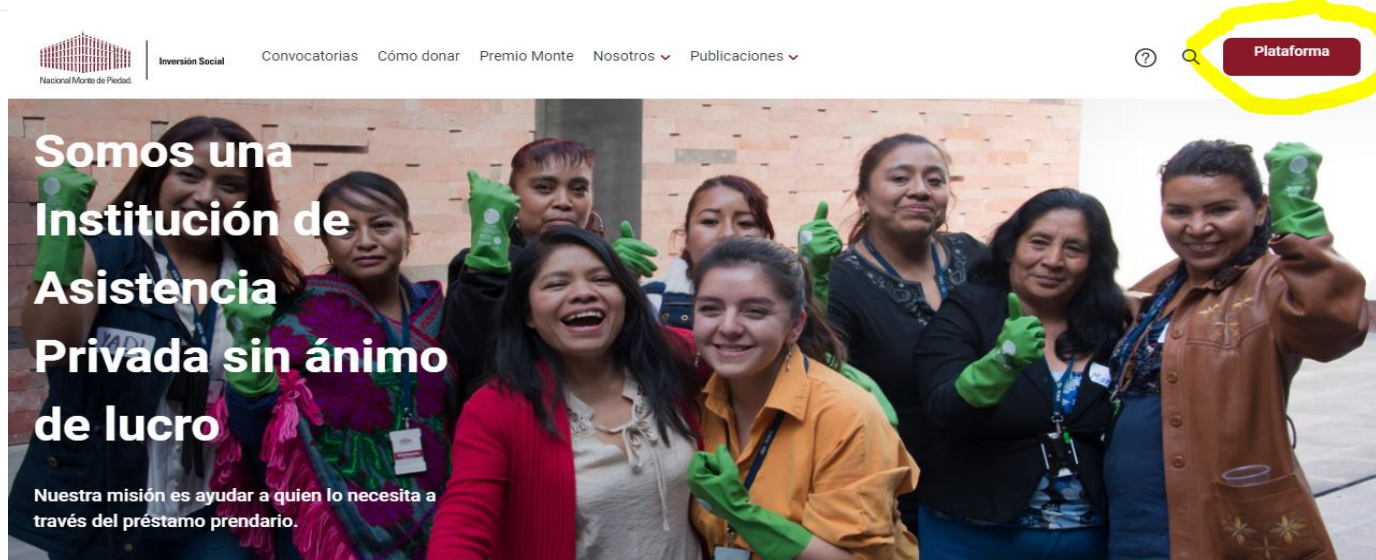 Nacional Monte de Piedad.
Inversión Social
Convocatorias Cómo donar Premio Monte Nosotros Publicaciones
?
Plataforma
Somos una
Institución de
Asistencia
Privada sin ánimo
de lucro
Nuestra misión es ayudar a quien lo necesita a
través del préstamo prendario.
YADI